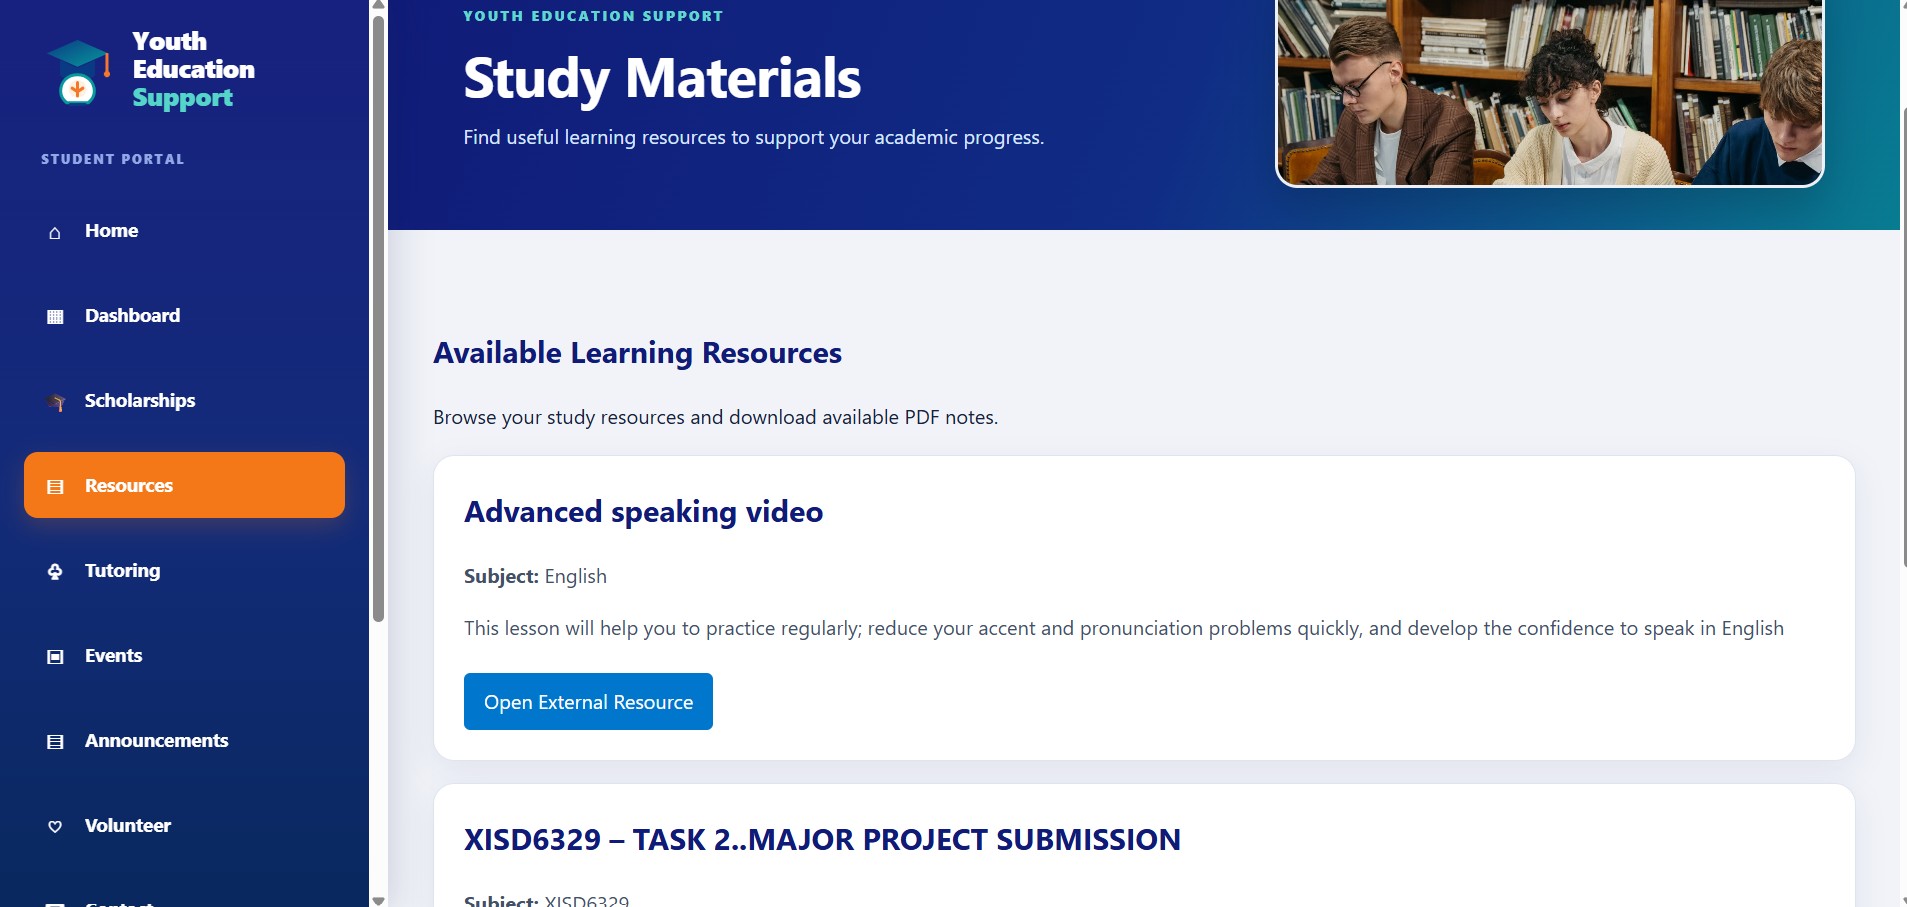 Youth
Education
Support
STUDENT PORTAL
Home
Dashboard
Scholarships
Resources
Tutoring
Events
Announcements
Volunteer
Contact
YOUTH EDUCATION SUPPORT
Study Materials
Find useful learning resources to support your academic progress.
Available Learning Resources
Browse your study resources and download available PDF notes.
Advanced speaking video
Subject: English
This lesson will help you to practice regularly; reduce your accent and pronunciation problems quickly, and develop the confidence to speak in English
Open External Resource
XISD6329 – TASK 2..MAJOR PROJECT SUBMISSION
Subject: XISD6329